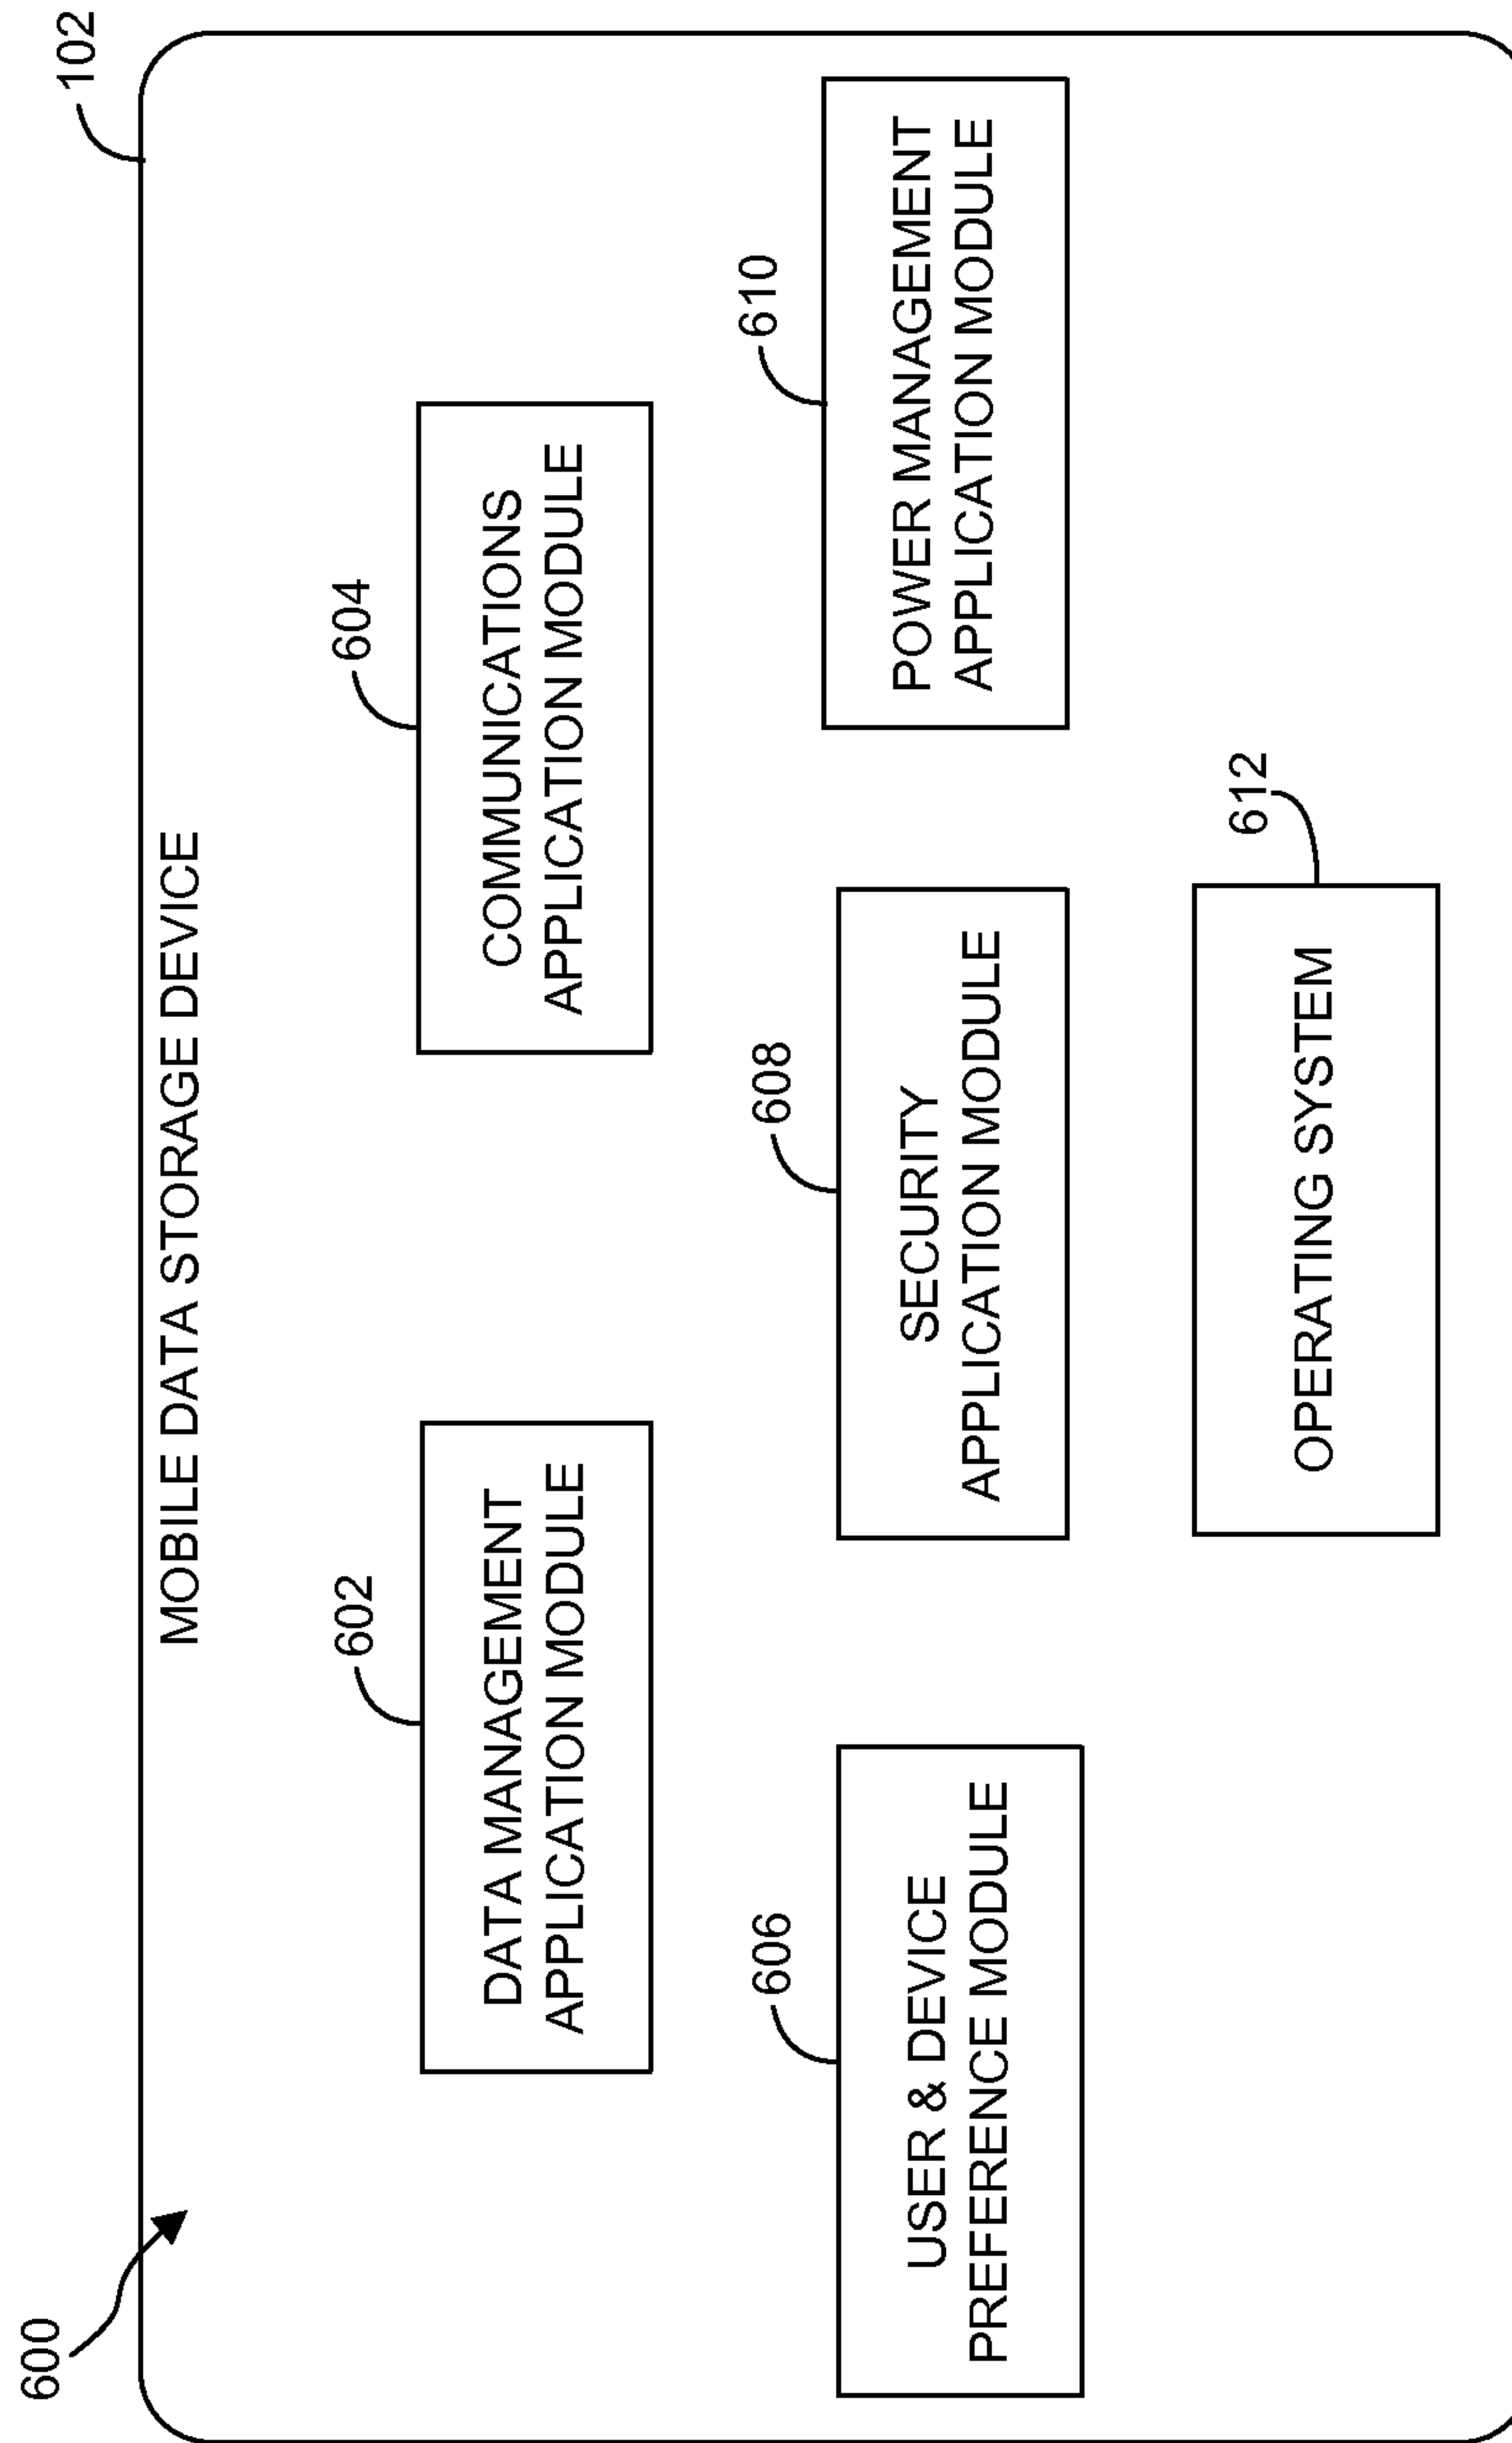 600
102
MOBILE DATA STORAGE DEVICE
602
604
DATA MANAGEMENT
APPLICATION MODULE
COMMUNICATIONS
APPLICATION MODULE
606
608
610
USER & DEVICE
PREFERENCE MODULE
SECURITY
APPLICATION MODULE
POWER MANAGEMENT
APPLICATION MODULE
612
OPERATING SYSTEM